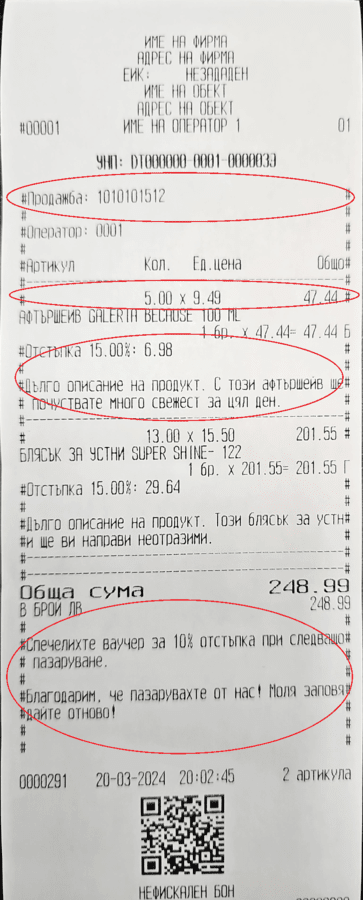 ИМЕ НА ФИРМА
АДРЕС НА ФИРМА
ЕИК: НЕЗАДАДЕН
ИМЕ НА ОБЕКТ
АДРЕС НА ОБЕКТ
#00001 ИМЕ НА ОПЕРАТОР 1 01
УНП: DT000000-0001-0000033
#Продажба: 1010101512 #
# #
#Оператор: 0001 #
# #
#Артикул Кол. Ед.цена Общо#
#----------------------------------------#
# 5.00 x 9.49 47.44 #
АФТЪРШЕЙВ GALERIA BECAUSE 100 ML
1 бр. x 47.44= 47.44 Б
#Отстъпка 15.00%: 6.98 #
# #
#Дълго описание на продукт. С този афтършейв ще#
# почуствате много свежест за цял ден. #
#----------------------------------------#
# 13.00 x 15.50 201.55 #
БЛЯСЪК ЗА УСТНИ SUPER SHINE- 122
1 бр. x 201.55= 201.55 Г
#Отстъпка 15.00%: 29.64 #
# #
#Дълго описание на продукт. Този блясък за устн#
#и ще ви направи неотразими. #
#----------------------------------------#
#----------------------------------------#
Обща сума 248.99
В БРОЙ ЛВ 248.99
# #
#Спечелихте ваучер за 10% отстъпка при следващо#
# пазаруване. #
# #
#Благодарим, че пазарувахте от нас! Моля заповя#
#дайте отново! #
# #
# #
0000291 20-03-2024 20:02:45 2 артикула
НЕФИСКАЛЕН БОН